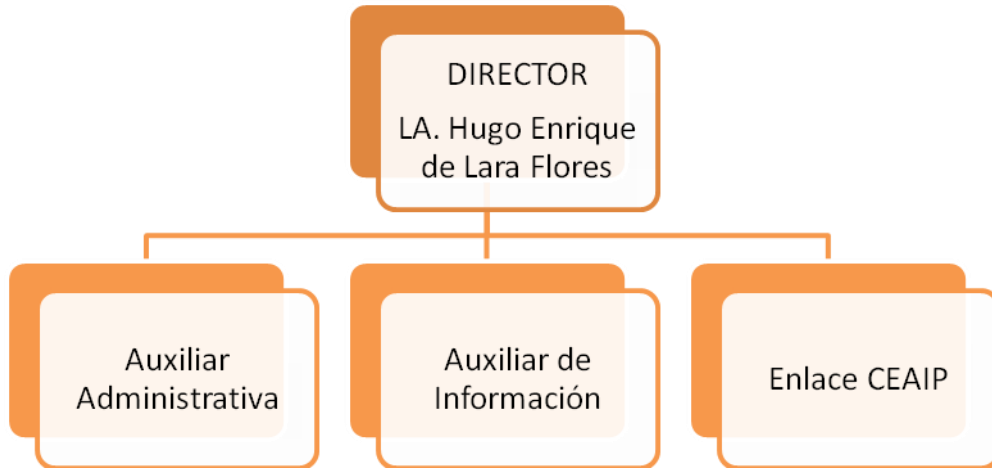 DIRECTOR
LA. Hugo Enrique
de Lara Flores
Auxiliar
Administrativa
Auxiliar de
Información
Enlace CEAIP